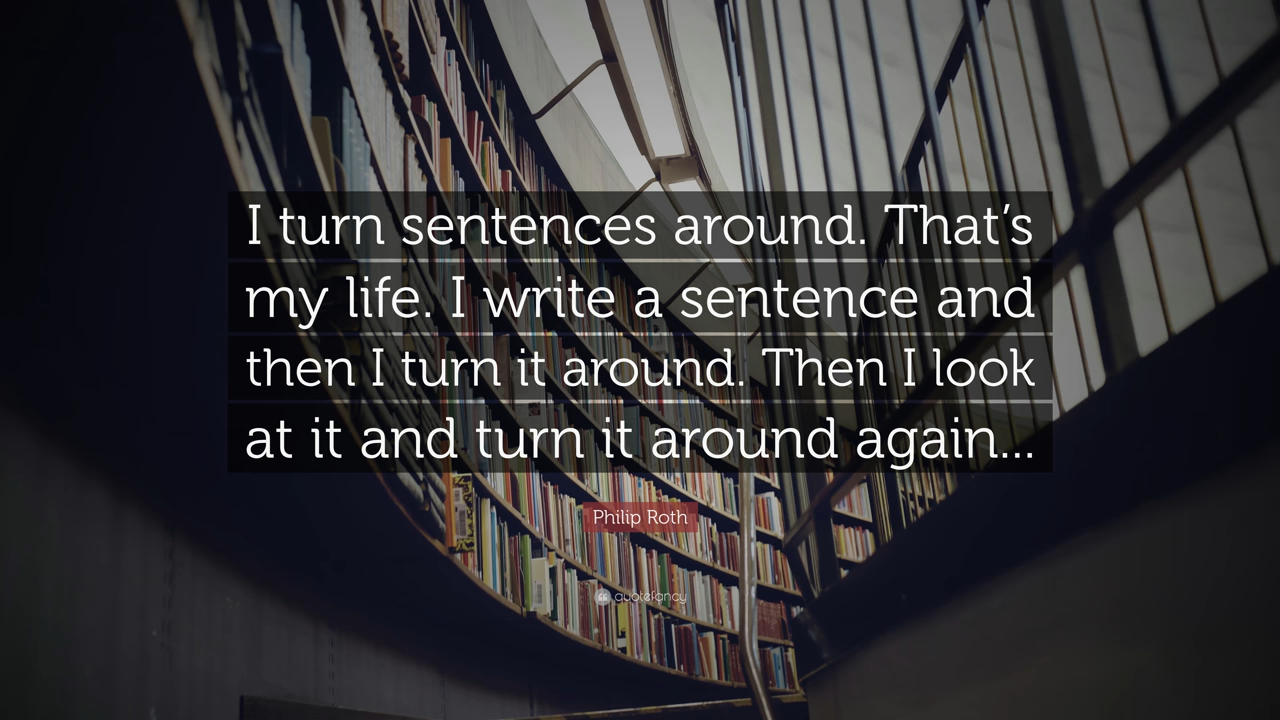 I turn sentences around. That’s
my life. I write a sentence and
then I turn it around. Then I look
at it and turn it around again...
Philip Roth
quotefancy